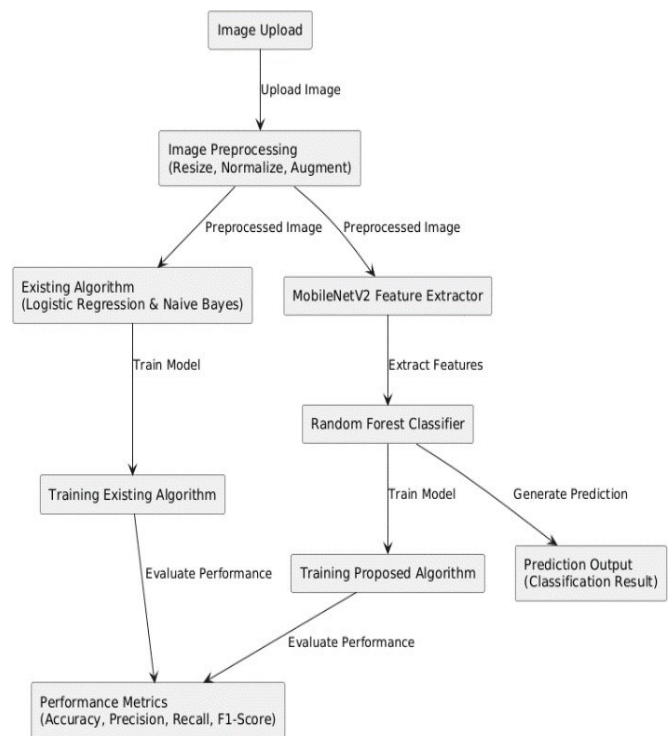 Image Upload
Upload Image
Image Preprocessing
(Resize, Normalize, Augment)
Preprocessed Image
Preprocessed Image
Existing Algorithm
(Logistic Regression & Naive Bayes)
MobileNetV2 Feature Extractor
Train Model
Extract Features
Random Forest Classifier
Training Existing Algorithm
Train Model
Generate Prediction
Evaluate Performance
Training Proposed Algorithm
Prediction Output
(Classification Result)
Evaluate Performance
Performance Metrics
(Accuracy, Precision, Recall, F1-Score)